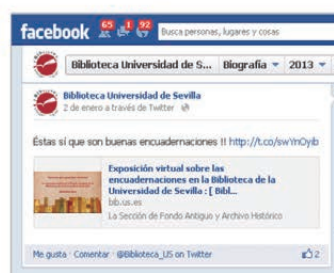 facebook 65 1 92 Busca personas, lugares y cosas
Biblioteca Universidad de S... Biografía 2013
Biblioteca Universidad de Sevilla
2 de enero a través de Twitter
Éstas sí que son buenas encuadernaciones !! http://t.co/swYnOyib
Exposición virtual sobre las
encuadernaciones en la Biblioteca de la
Universidad de Sevilla : [ Bibl...
bib.us.es
La Sección de Fondo Antiguo y Archivo Histórico
Me gusta · Comentar · @Biblioteca_US on Twitter 2